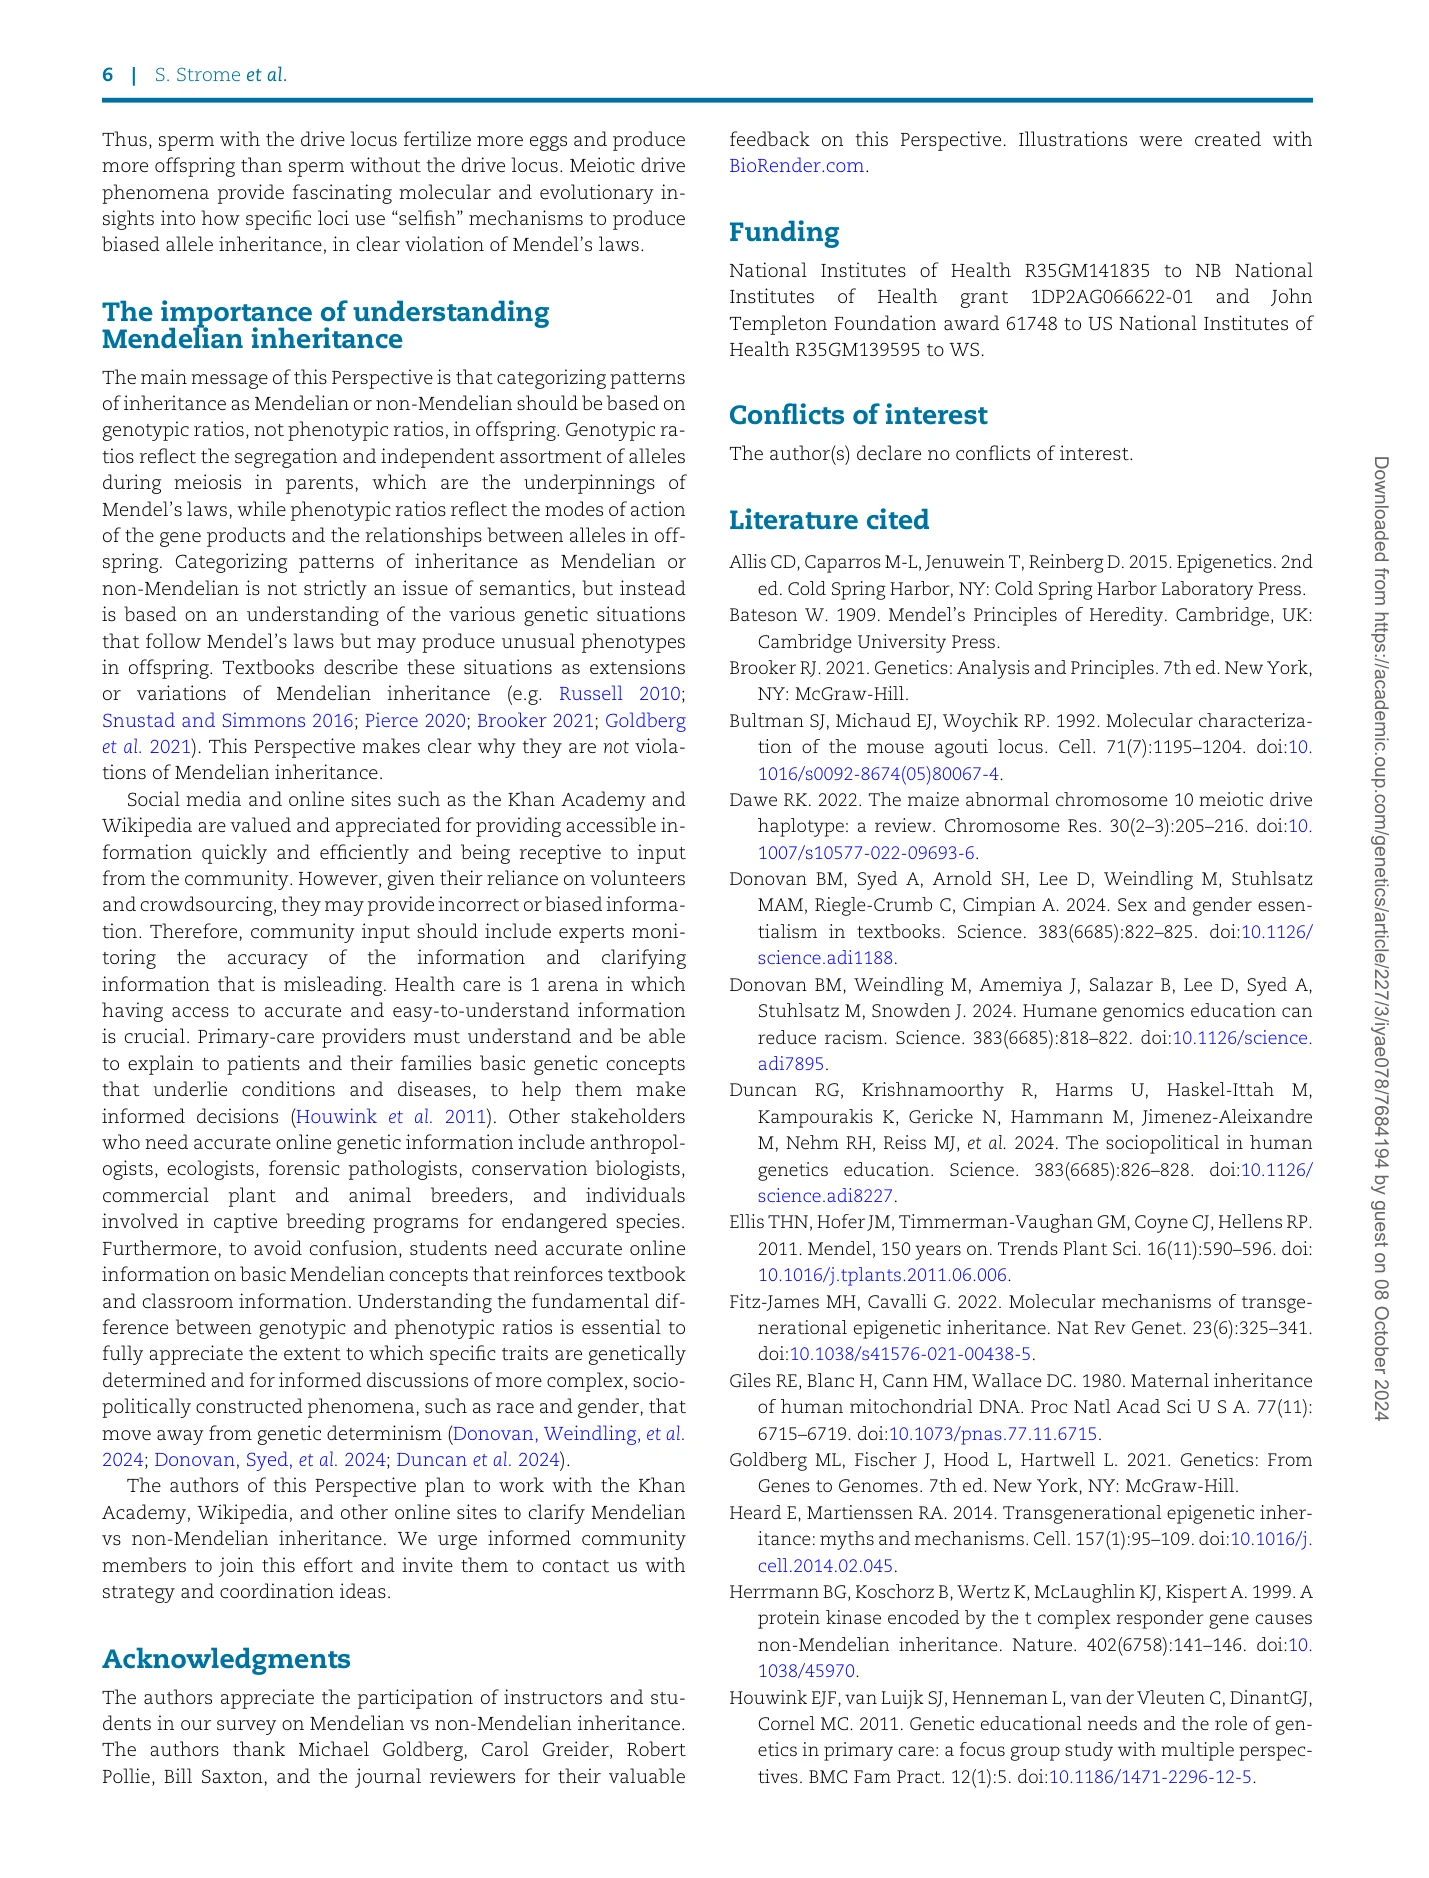 6 | S. Strome et al.
Thus, sperm with the drive locus fertilize more eggs and produce
more offspring than sperm without the drive locus. Meiotic drive
phenomena provide fascinating molecular and evolutionary in-
sights into how specific loci use “selfish” mechanisms to produce
biased allele inheritance, in clear violation of Mendel’s laws.
The importance of understanding
Mendelian inheritance
The main message of this Perspective is that categorizing patterns
of inheritance as Mendelian or non-Mendelian should be based on
genotypic ratios, not phenotypic ratios, in offspring. Genotypic ra-
tios reflect the segregation and independent assortment of alleles
during meiosis in parents, which are the underpinnings of
Mendel’s laws, while phenotypic ratios reflect the modes of action
of the gene products and the relationships between alleles in off-
spring. Categorizing patterns of inheritance as Mendelian or
non-Mendelian is not strictly an issue of semantics, but instead
is based on an understanding of the various genetic situations
that follow Mendel’s laws but may produce unusual phenotypes
in offspring. Textbooks describe these situations as extensions
or variations of Mendelian inheritance (e.g. Russell 2010;
Snustad and Simmons 2016; Pierce 2020; Brooker 2021; Goldberg
et al. 2021). This Perspective makes clear why they are not viola-
tions of Mendelian inheritance.
Social media and online sites such as the Khan Academy and
Wikipedia are valued and appreciated for providing accessible in-
formation quickly and efficiently and being receptive to input
from the community. However, given their reliance on volunteers
and crowdsourcing, they may provide incorrect or biased informa-
tion. Therefore, community input should include experts moni-
toring the accuracy of the information and clarifying
information that is misleading. Health care is 1 arena in which
having access to accurate and easy-to-understand information
is crucial. Primary-care providers must understand and be able
to explain to patients and their families basic genetic concepts
that underlie conditions and diseases, to help them make
informed decisions (Houwink et al. 2011). Other stakeholders
who need accurate online genetic information include anthropol-
ogists, ecologists, forensic pathologists, conservation biologists,
commercial plant and animal breeders, and individuals
involved in captive breeding programs for endangered species.
Furthermore, to avoid confusion, students need accurate online
information on basic Mendelian concepts that reinforces textbook
and classroom information. Understanding the fundamental dif-
ference between genotypic and phenotypic ratios is essential to
fully appreciate the extent to which specific traits are genetically
determined and for informed discussions of more complex, socio-
politically constructed phenomena, such as race and gender, that
move away from genetic determinism (Donovan, Weindling, et al.
2024; Donovan, Syed, et al. 2024; Duncan et al. 2024).
The authors of this Perspective plan to work with the Khan
Academy, Wikipedia, and other online sites to clarify Mendelian
vs non-Mendelian inheritance. We urge informed community
members to join this effort and invite them to contact us with
strategy and coordination ideas.
Acknowledgments
The authors appreciate the participation of instructors and stu-
dents in our survey on Mendelian vs non-Mendelian inheritance.
The authors thank Michael Goldberg, Carol Greider, Robert
Pollie, Bill Saxton, and the journal reviewers for their valuable
feedback on this Perspective. Illustrations were created with
BioRender.com.
Funding
National Institutes of Health R35GM141835 to NB National
Institutes of Health grant 1DP2AG066622-01 and John
Templeton Foundation award 61748 to US National Institutes of
Health R35GM139595 to WS.
Conflicts of interest
The author(s) declare no conflicts of interest.
Literature cited
Allis CD, Caparros M-L, Jenuwein T, Reinberg D. 2015. Epigenetics. 2nd
ed. Cold Spring Harbor, NY: Cold Spring Harbor Laboratory Press.
Bateson W. 1909. Mendel’s Principles of Heredity. Cambridge, UK:
Cambridge University Press.
Brooker RJ. 2021. Genetics: Analysis and Principles. 7th ed. New York,
NY: McGraw-Hill.
Bultman SJ, Michaud EJ, Woychik RP. 1992. Molecular characteriza-
tion of the mouse agouti locus. Cell. 71(7):1195–1204. doi:10.
1016/s0092-8674(05)80067-4.
Dawe RK. 2022. The maize abnormal chromosome 10 meiotic drive
haplotype: a review. Chromosome Res. 30(2–3):205–216. doi:10.
1007/s10577-022-09693-6.
Donovan BM, Syed A, Arnold SH, Lee D, Weindling M, Stuhlsatz
MAM, Riegle-Crumb C, Cimpian A. 2024. Sex and gender essen-
tialism in textbooks. Science. 383(6685):822–825. doi:10.1126/
science.adi1188.
Donovan BM, Weindling M, Amemiya J, Salazar B, Lee D, Syed A,
Stuhlsatz M, Snowden J. 2024. Humane genomics education can
reduce racism. Science. 383(6685):818–822. doi:10.1126/science.
adi7895.
Duncan RG, Krishnamoorthy R, Harms U, Haskel-Ittah M,
Kampourakis K, Gericke N, Hammann M, Jimenez-Aleixandre
M, Nehm RH, Reiss MJ, et al. 2024. The sociopolitical in human
genetics education. Science. 383(6685):826–828. doi:10.1126/
science.adi8227.
Ellis THN, Hofer JM, Timmerman-Vaughan GM, Coyne CJ, Hellens RP.
2011. Mendel, 150 years on. Trends Plant Sci. 16(11):590–596. doi:
10.1016/j.tplants.2011.06.006.
Fitz-James MH, Cavalli G. 2022. Molecular mechanisms of transge-
nerational epigenetic inheritance. Nat Rev Genet. 23(6):325–341.
doi:10.1038/s41576-021-00438-5.
Giles RE, Blanc H, Cann HM, Wallace DC. 1980. Maternal inheritance
of human mitochondrial DNA. Proc Natl Acad Sci U S A. 77(11):
6715–6719. doi:10.1073/pnas.77.11.6715.
Goldberg ML, Fischer J, Hood L, Hartwell L. 2021. Genetics: From
Genes to Genomes. 7th ed. New York, NY: McGraw-Hill.
Heard E, Martienssen RA. 2014. Transgenerational epigenetic inher-
itance: myths and mechanisms. Cell. 157(1):95–109. doi:10.1016/j.
cell.2014.02.045.
Herrmann BG, Koschorz B, Wertz K, McLaughlin KJ, Kispert A. 1999. A
protein kinase encoded by the t complex responder gene causes
non-Mendelian inheritance. Nature. 402(6758):141–146. doi:10.
1038/45970.
Houwink EJF, van Luijk SJ, Henneman L, van der Vleuten C, DinantGJ,
Cornel MC. 2011. Genetic educational needs and the role of gen-
etics in primary care: a focus group study with multiple perspec-
tives. BMC Fam Pract. 12(1):5. doi:10.1186/1471-2296-12-5.
Downloaded from https://academic.oup.com/genetics/article/227/3/iyae078/7684194 by guest on 08 October 2024